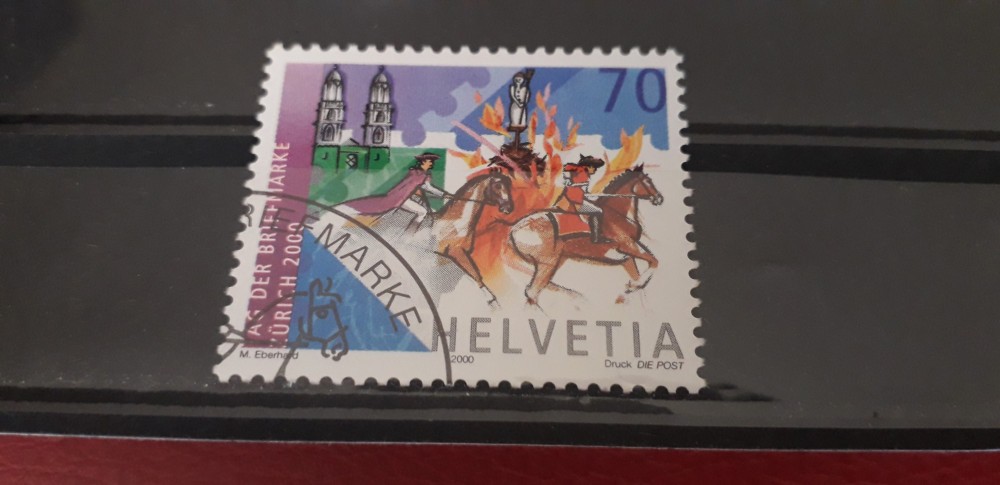 70
TAG DER BRIEFMARKE
ZÜRICH 2000
MARKE
HELVETIA
M. Eberhard
2000
Druck DIE POST